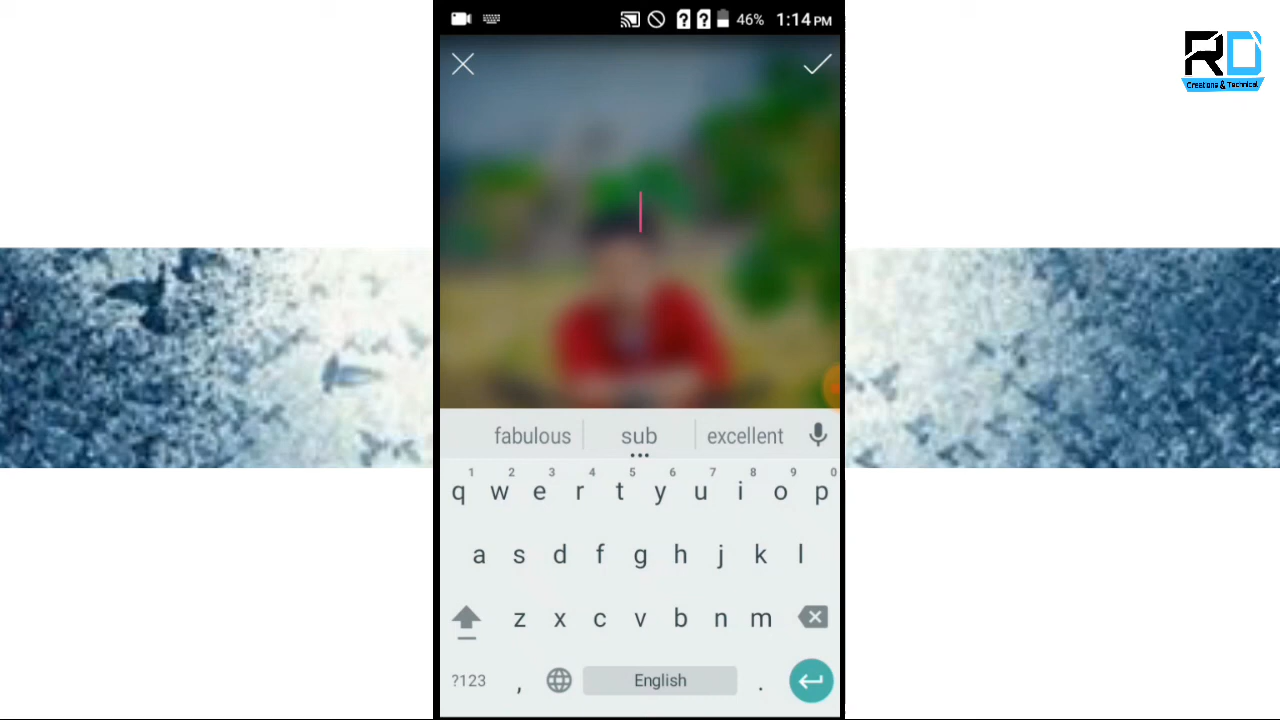 46% 1:14 PM
RD
Creations & Technical
fabulous sub excellent
1 2 3 4 5 6 7 8 9 0
q w e r t y u i o p
a s d f g h j k l
z x c v b n m
?123 , English .